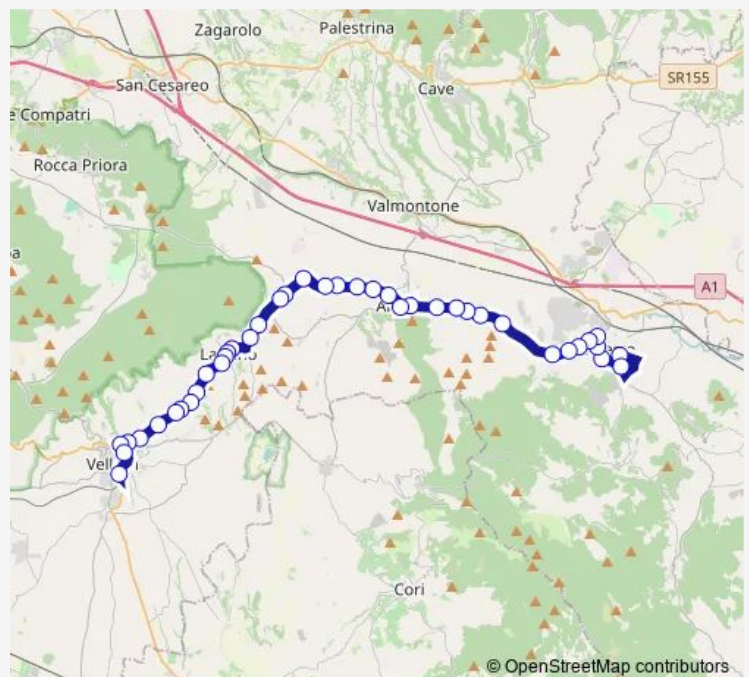 Zagarolo
Palestrina
San Cesareo
SR155
Cave
e Compatri
Rocca Priora
Valmontone
A1
Cori
© OpenStreetMap contributors